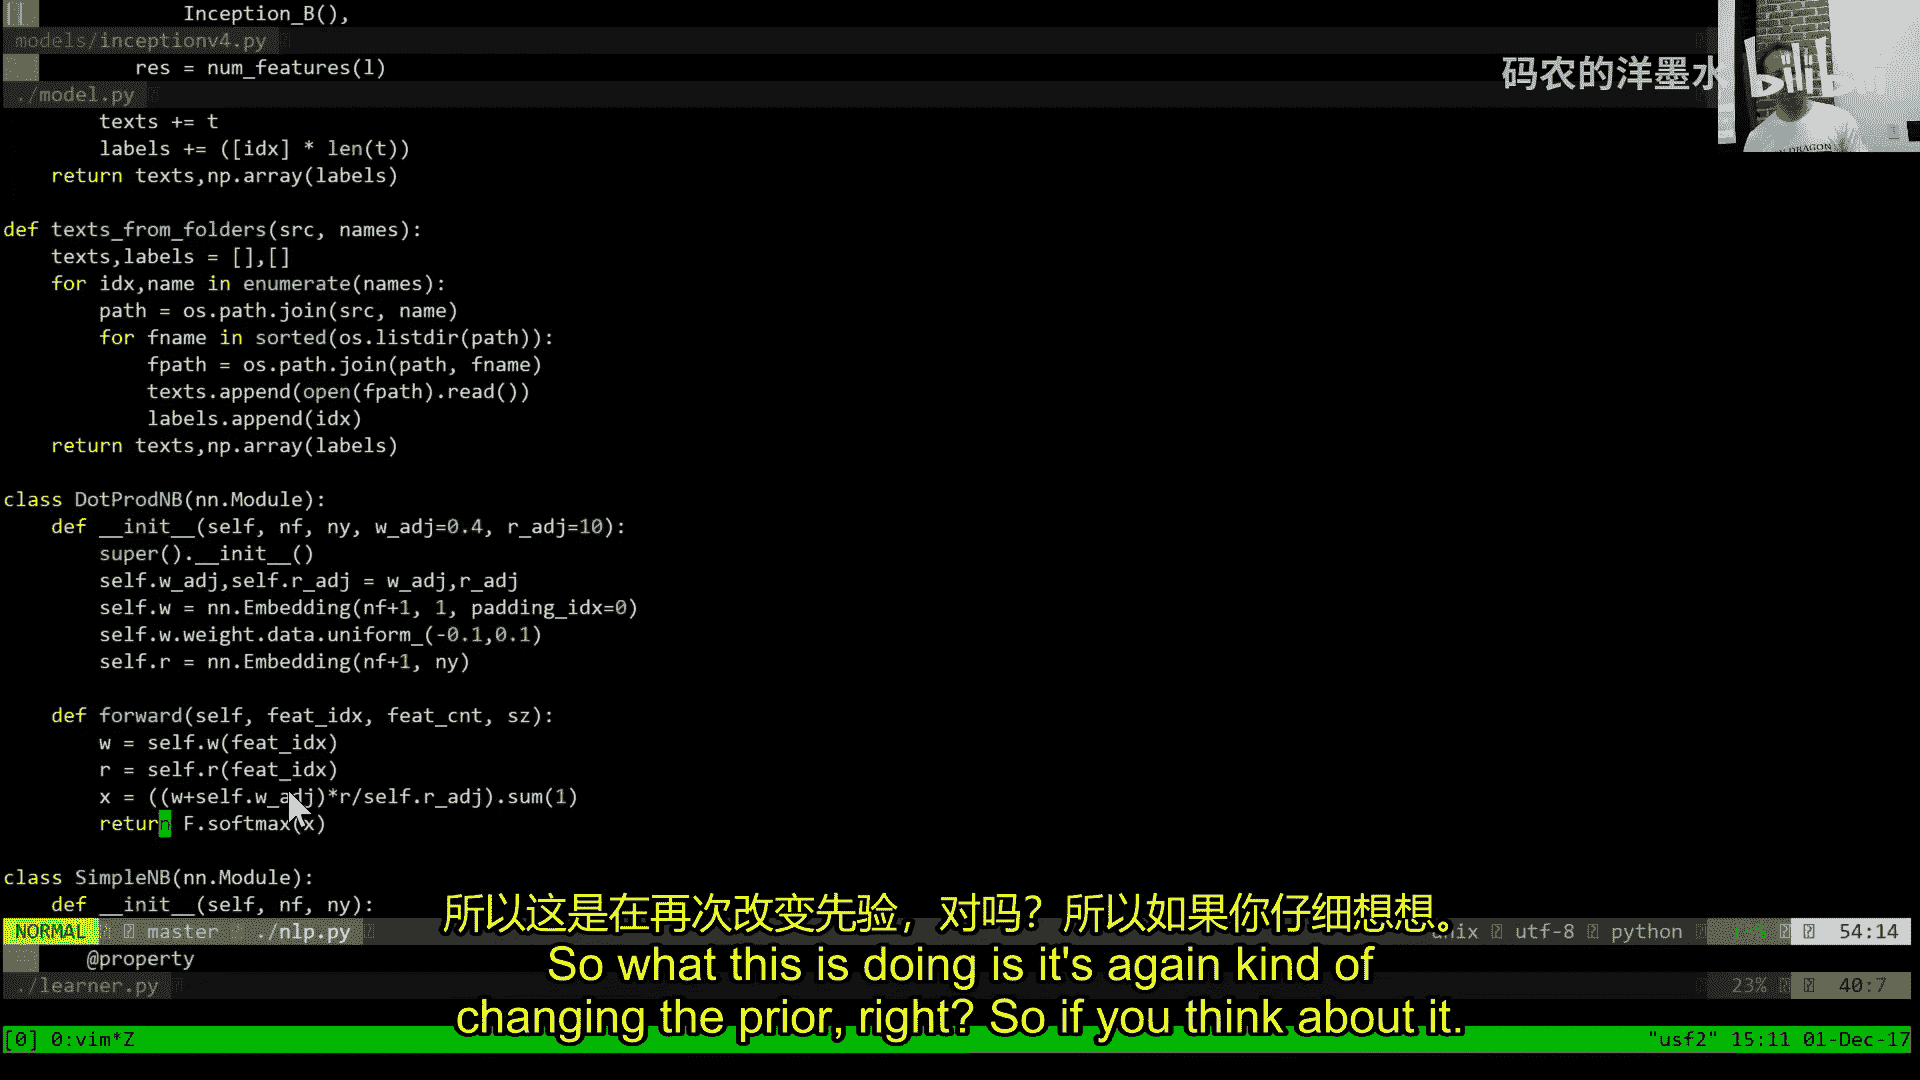 Inception_B(),
models/inceptionv4.py
res = num_features(l)
./model.py
码农的洋墨水
bilibili
texts += t
labels += ([idx] * len(t))
return texts,np.array(labels)
def texts_from_folders(src, names):
texts,labels = [],[]
for idx,name in enumerate(names):
path = os.path.join(src, name)
for fname in sorted(os.listdir(path)):
fpath = os.path.join(path, fname)
texts.append(open(fpath).read())
labels.append(idx)
return texts,np.array(labels)
class DotProdNB(nn.Module):
def __init__(self, nf, ny, w_adj=0.4, r_adj=10):
super().__init__()
self.w_adj,self.r_adj = w_adj,r_adj
self.w = nn.Embedding(nf+1, 1, padding_idx=0)
self.w.weight.data.uniform_(-0.1,0.1)
self.r = nn.Embedding(nf+1, ny)
def forward(self, feat_idx, feat_cnt, sz):
w = self.w(feat_idx)
r = self.r(feat_idx)
x = ((w+self.w_adj)*r/self.r_adj).sum(1)
return F.softmax(x)
class SimpleNB(nn.Module):
def __init__(self, nf, ny):
所以这是在再次改变先验，对吗？所以如果你仔细想想。
NORMAL master ./nlp.py unix utf-8 python 54:14
@property
So what this is doing is it's again kind of
./learner.py 23% 40:7
changing the prior, right? So if you think about it.
[0] 0:vim*Z "usf2" 15:11 01-Dec-17